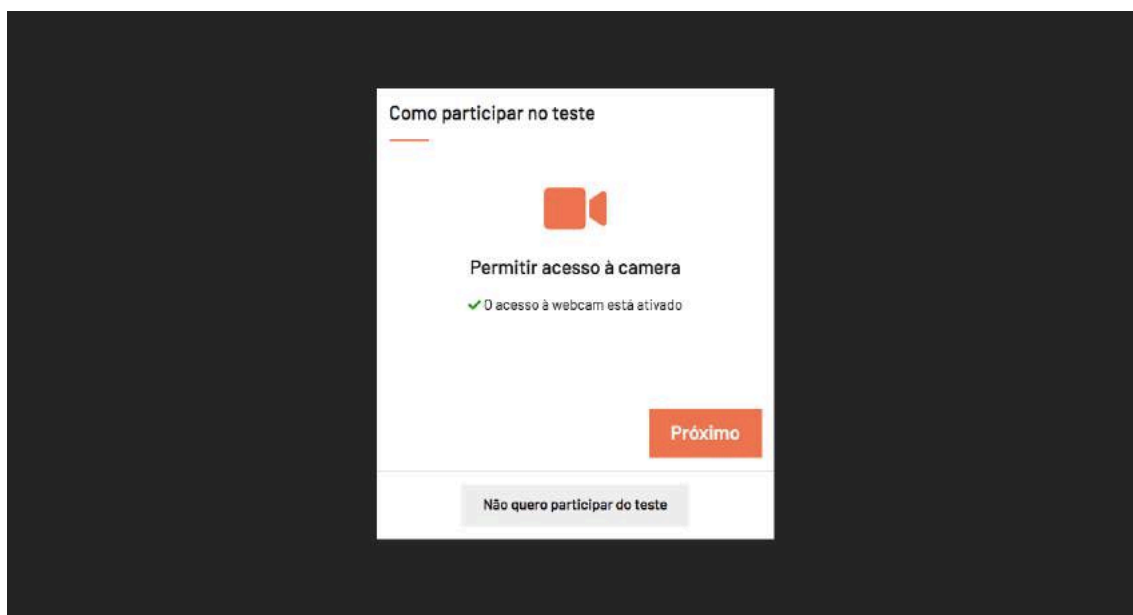 Como participar no teste
Permitir acesso à camera
O acesso à webcam está ativado
Próximo
Não quero participar do teste